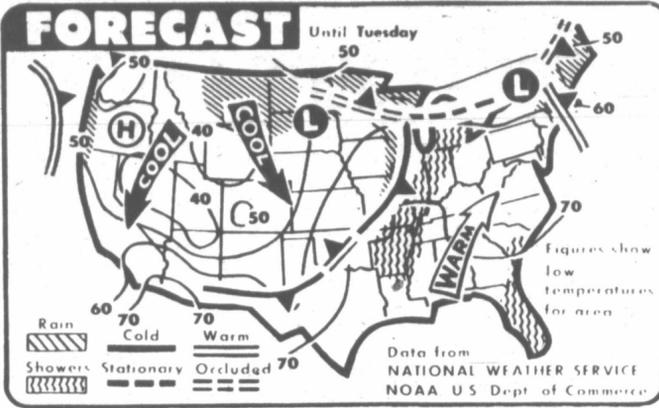 FORECAST
Until Tuesday
50
50
50
60
H
COOL
40
COOL
L
L
50
40
C50
70
WARM
Figures show
low
temperatures
for area
60
70
70
70
Rain
Cold
Warm
Showers
Stationary
Occluded
Data from
NATIONAL WEATHER SERVICE
NOAA US Dept of Commerce